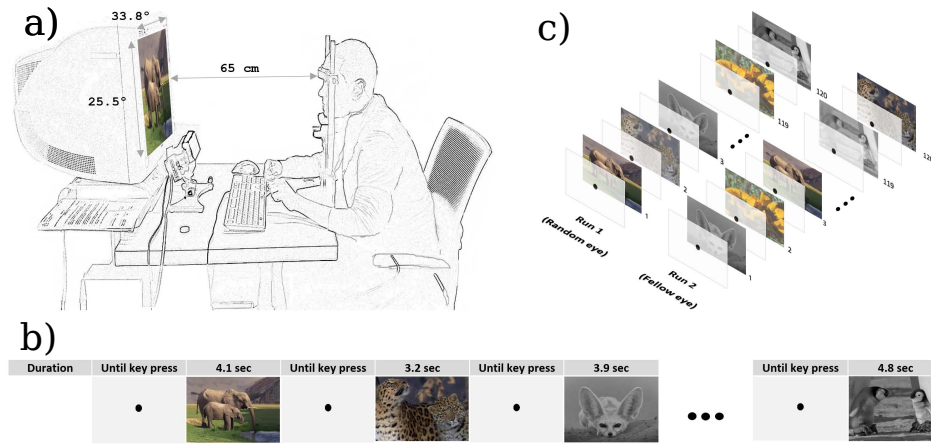 a)
33.8°
65 cm
25.5°
c)
120
119
3
2
1
Run 1
(Random eye)
120
119
3
2
1
Run 2
(Fellow eye)
b)
Duration Until key press 4.1 sec Until key press 3.2 sec Until key press 3.9 sec Until key press 4.8 sec